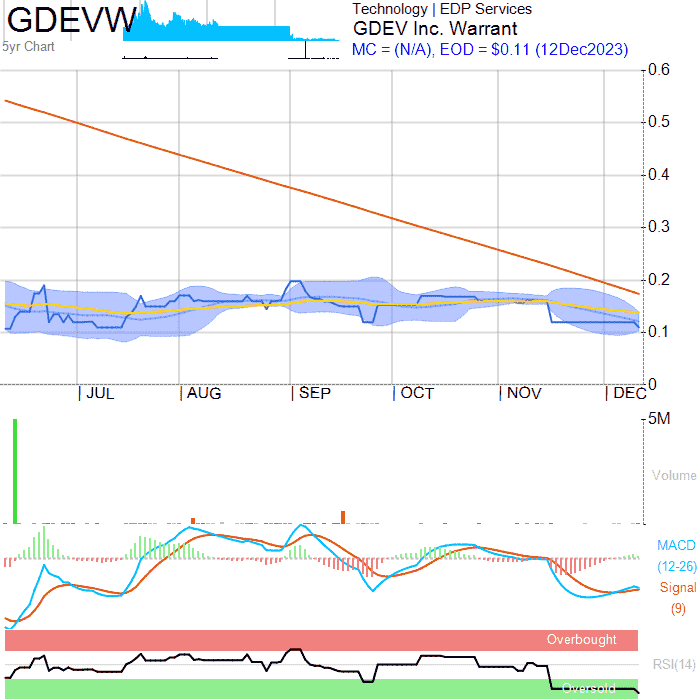 GDEVW
5yr Chart
Technology | EDP Services
GDEV Inc. Warrant
MC = (N/A), EOD = $0.11 (12Dec2023)
0.6
0.5
0.4
0.3
0.2
0.1
0
JUL
AUG
SEP
OCT
NOV
DEC
5M
Volume
MACD
(12-26)
Signal
(9)
Overbought
RSI(14)
Oversold